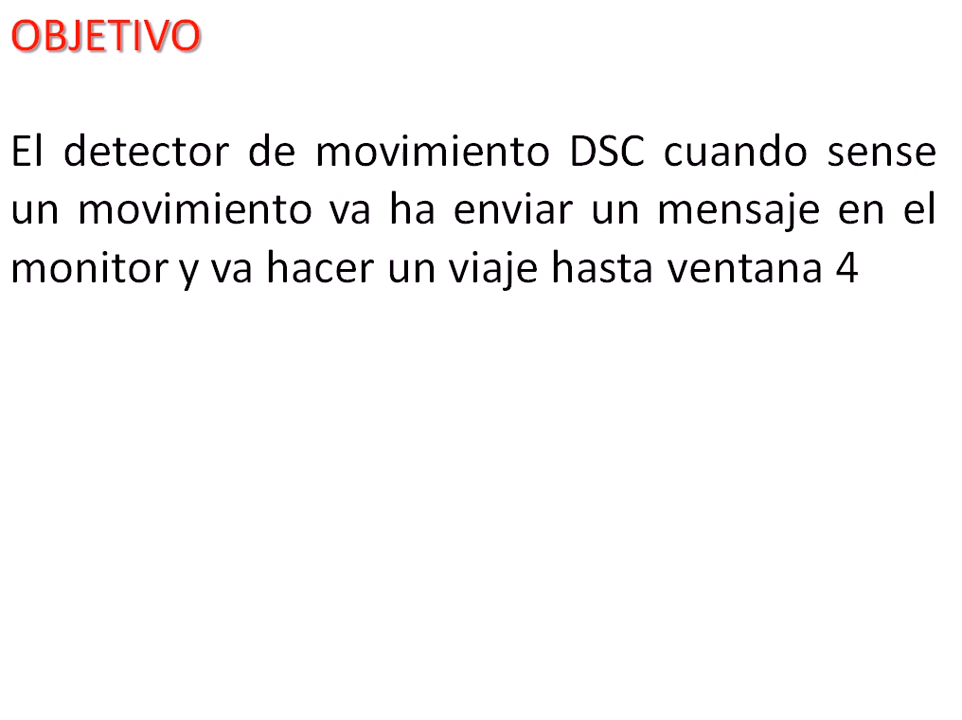 OBJETIVO
El detector de movimiento DSC cuando sense
un movimiento va ha enviar un mensaje en el
monitor y va hacer un viaje hasta ventana 4